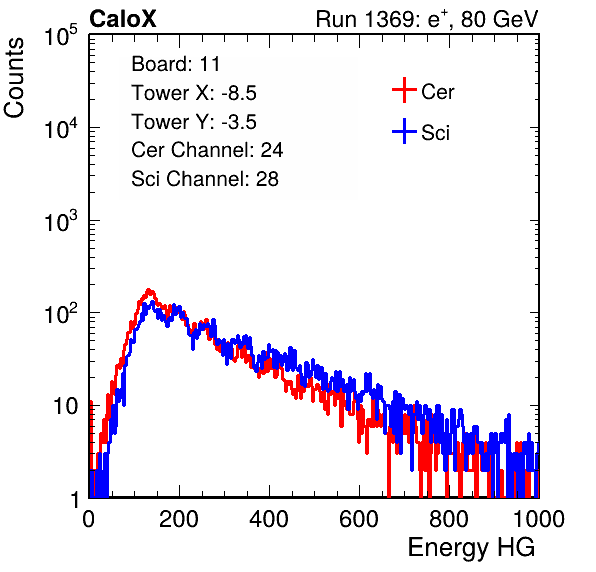 CaloX Run 1369: e⁺, 80 GeV
Board: 11
Tower X: -8.5
Tower Y: -3.5
Cer Channel: 24
Sci Channel: 28
Cer
Sci
Counts
10⁵
10⁴
10³
10²
10
1
0 200 400 600 800 1000
Energy HG